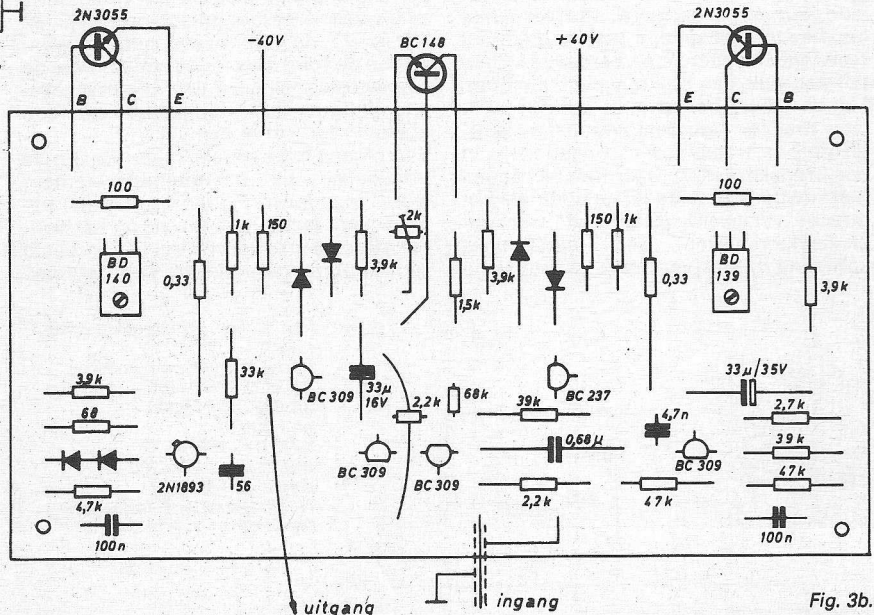 2N3055
-40V
BC 148
+40V
2N3055
B
C
E
E
C
B
100
100
1k
150
2k
150
1k
BD
140
0,33
3,9k
1,5k
3,9k
0,33
BD
139
3,9k
3,9k
33k
BC 309
33µ
16V
2,2k
68k
BC 237
33µ/35V
68
39k
4,7n
2,7k
0,68µ
39k
2N1893
56
BC 309
BC 309
BC 309
47k
4,7k
2,2k
47k
100n
100n
uitgang
ingang
Fig. 3b.